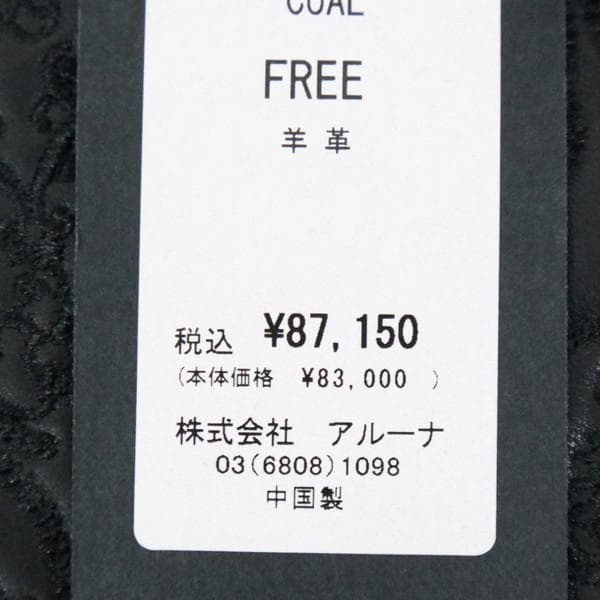 COAL
FREE
羊革
税込 ¥87,150
(本体価格 ¥83,000 )
株式会社 アルーナ
03(6808)1098
中国製